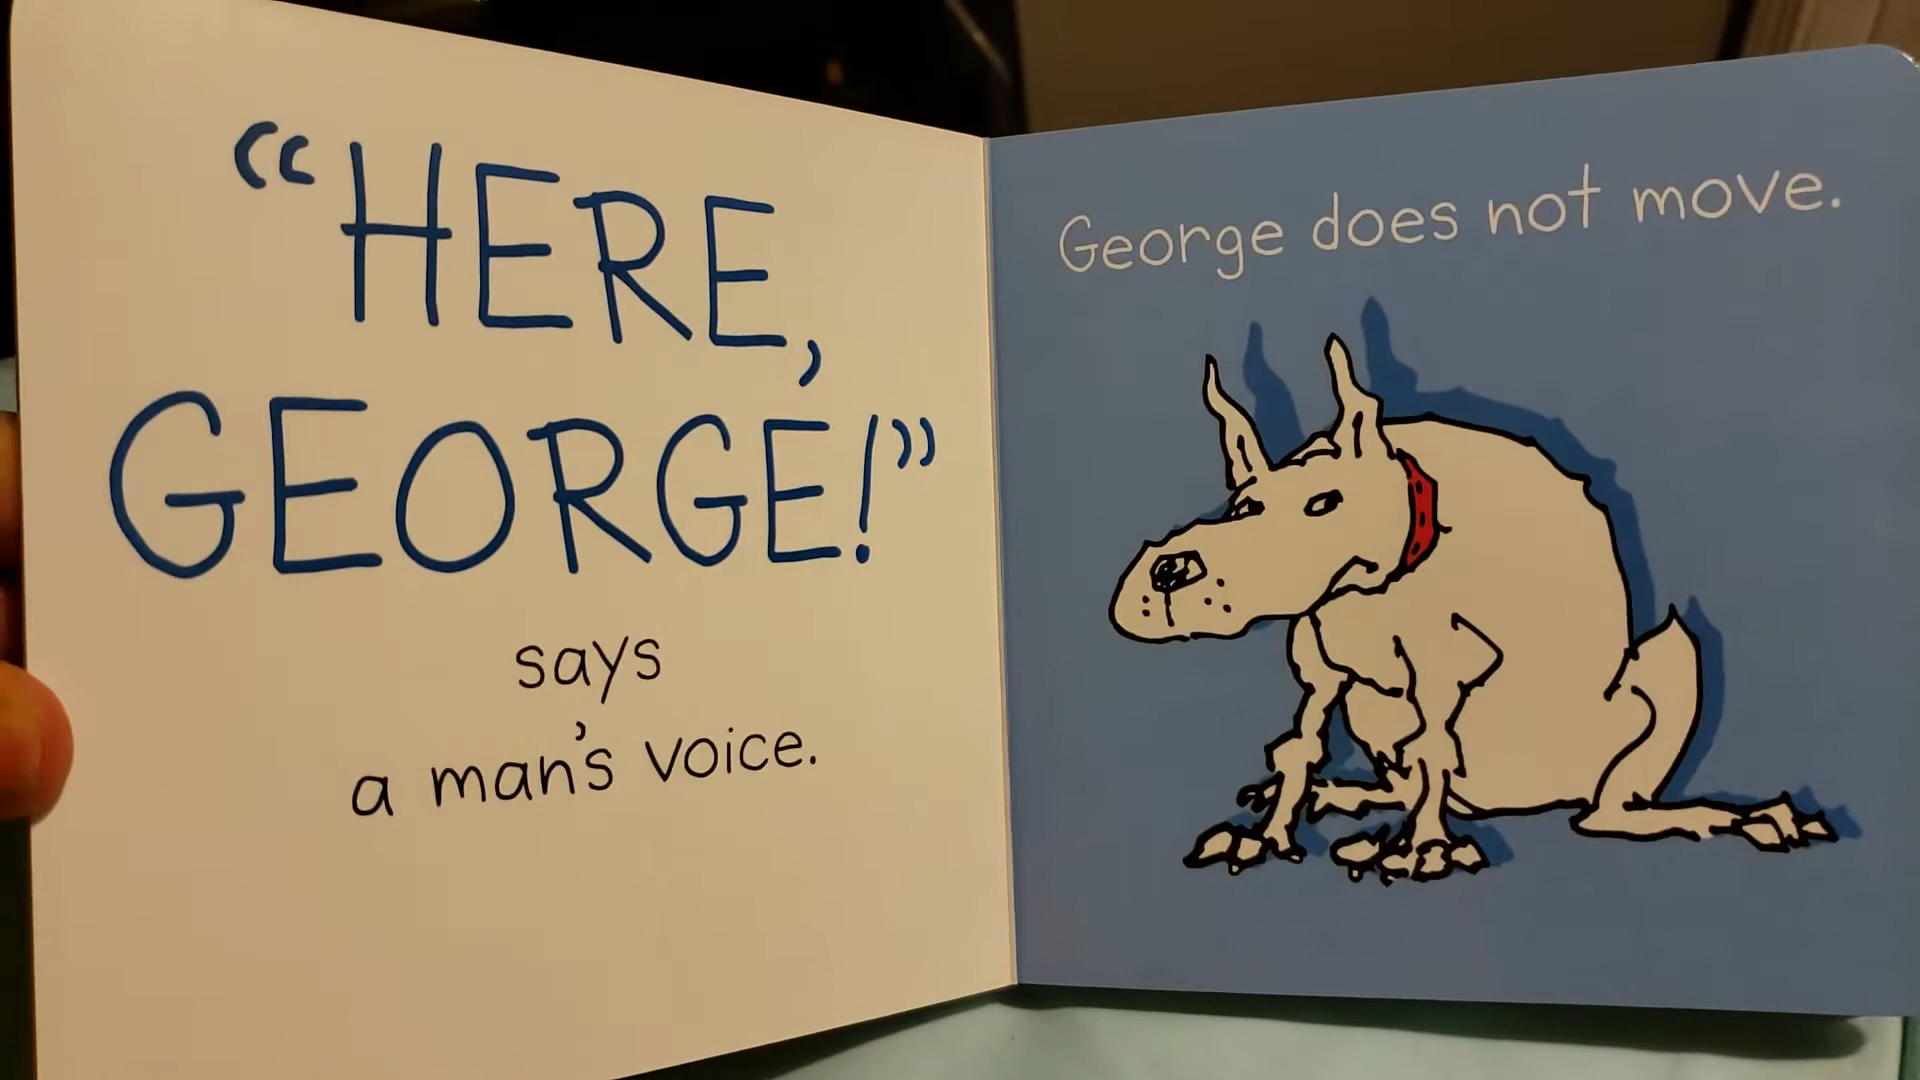 “HERE,
GEORGE!”
says
a man's voice.
George does not move.